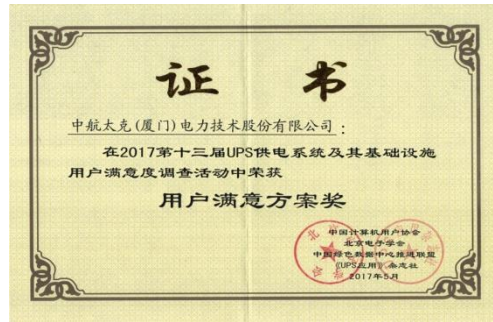 证 书
中航太克(厦门)电力技术股份有限公司：
在2017第十三届UPS供电系统及其基础设施
用户满意度调查活动中荣获
用户满意方案奖
中国计算机用户协会
北京电子学会
中国绿色数据中心推进联盟
《UPS应用》杂志社
2017年5月